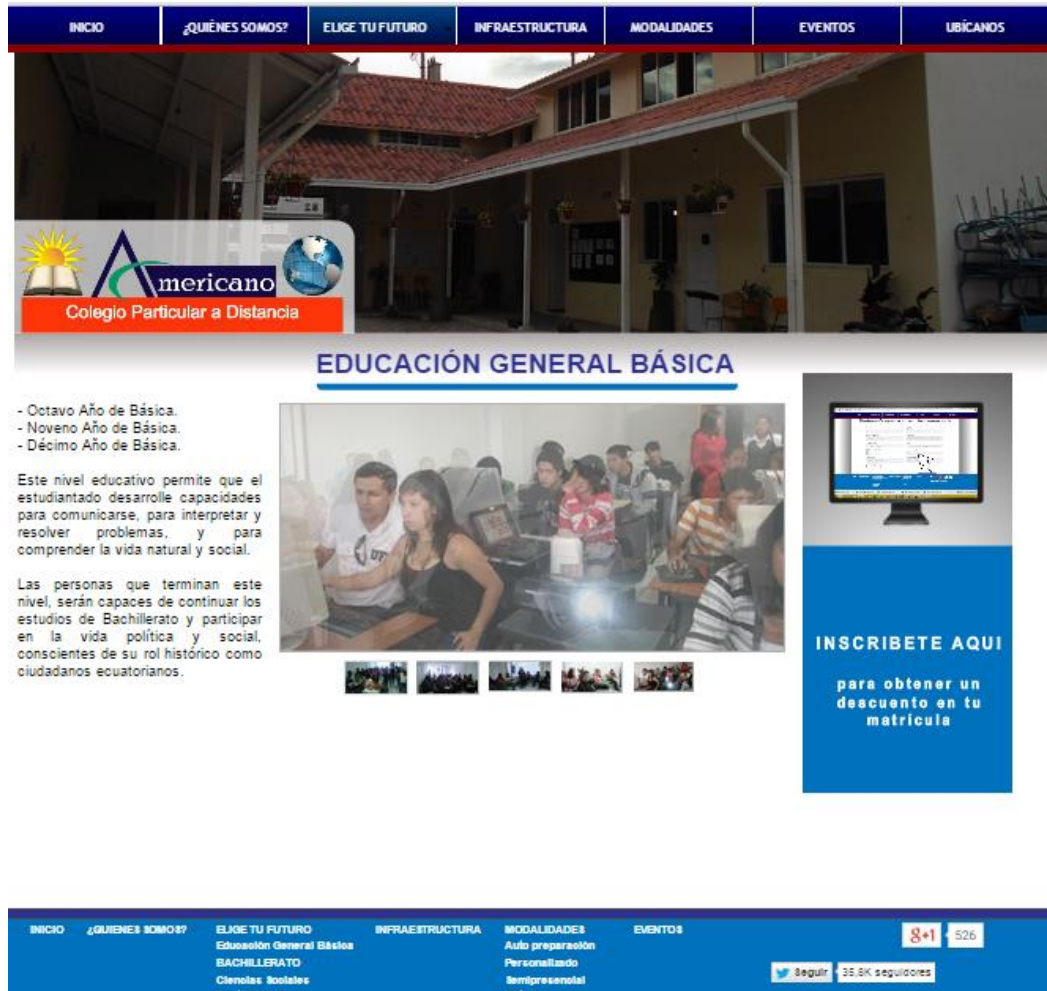 INICIO
¿QUIÉNES SOMOS?
ELIGE TU FUTURO
INFRAESTRUCTURA
MODALIDADES
EVENTOS
UBÍCANOS
Americano
Colegio Particular a Distancia
EDUCACIÓN GENERAL BÁSICA
- Octavo Año de Básica.
- Noveno Año de Básica.
- Décimo Año de Básica.
Este nivel educativo permite que el
estudiantado desarrolle capacidades
para comunicarse, para interpretar y
resolver problemas, y para
comprender la vida natural y social.
Las personas que terminan este
nivel, serán capaces de continuar los
estudios de Bachillerato y participar
en la vida política y social,
conscientes de su rol histórico como
ciudadanos ecuatorianos.
INSCRIBETE AQUI
para obtener un
descuento en tu
matricula
INICIO
¿QUIENES SOMOS?
ELIGE TU FUTURO
Educación General Básica
BACHILLERATO
Ciencias Sociales
INFRAESTRUCTURA
MODALIDADES
Auto preparación
Personalizado
Semipresencial
EVENTOS
g+1 526
Seguir 35,8K seguidores